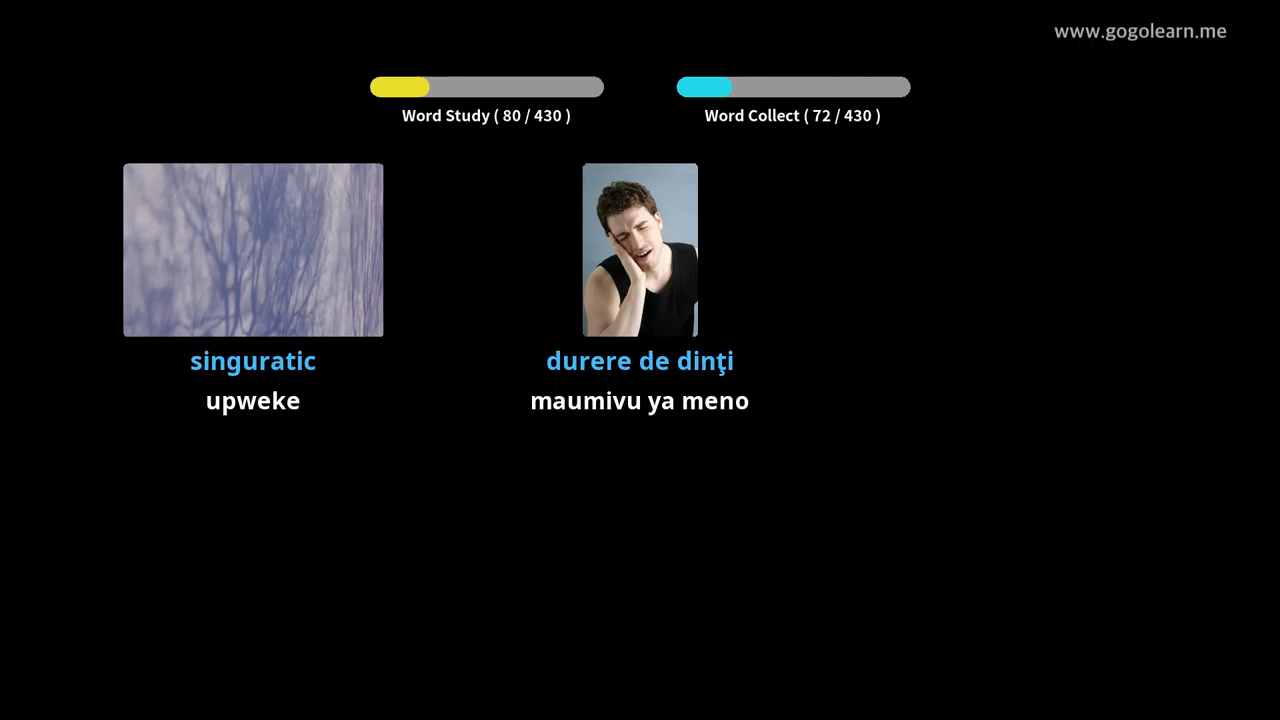 www.gogolearn.me
Word Study ( 80 / 430 )
Word Collect ( 72 / 430 )
singuratic
upweke
durere de dinţi
maumivu ya meno